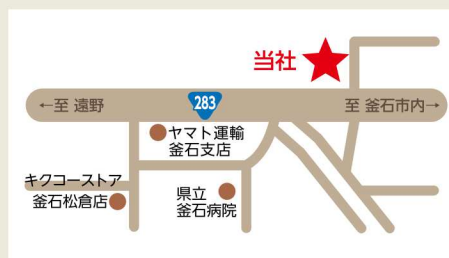 当社
←至 遠野
283
至 釜石市内→
ヤマト運輸
釜石支店
キクコーストア
釜石松倉店
県立
釜石病院